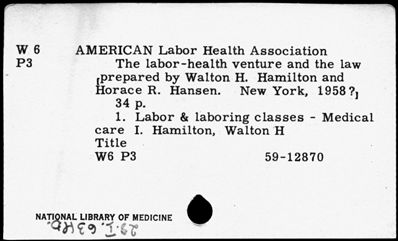 W 6 AMERICAN Labor Health Association
P3 The labor-health venture and the law
[prepared by Walton H. Hamilton and
Horace R. Hansen. New York, 1958?]
34 p.
1. Labor & laboring classes - Medical
care I. Hamilton, Walton H
Title
W6 P3 59-12870
NATIONAL LIBRARY OF MEDICINE